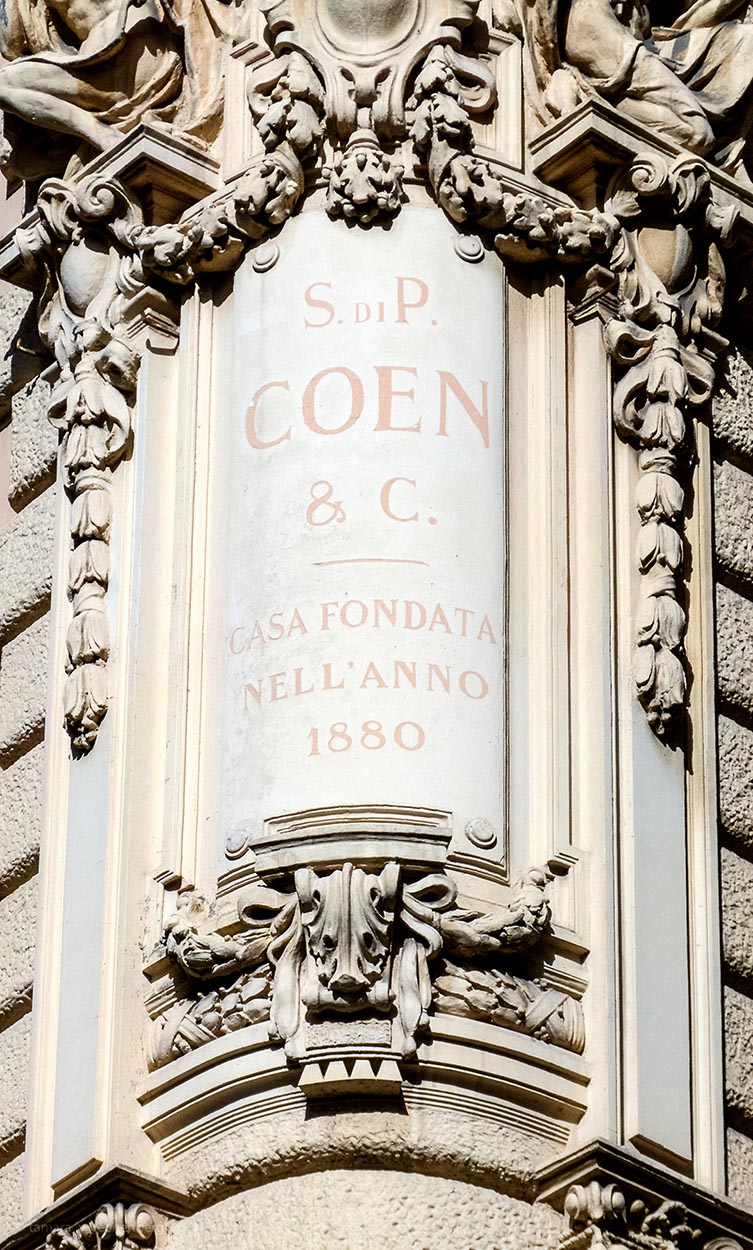 S. DI P.
COEN
& C.
CASA FONDATA
NELL'ANNO
1880